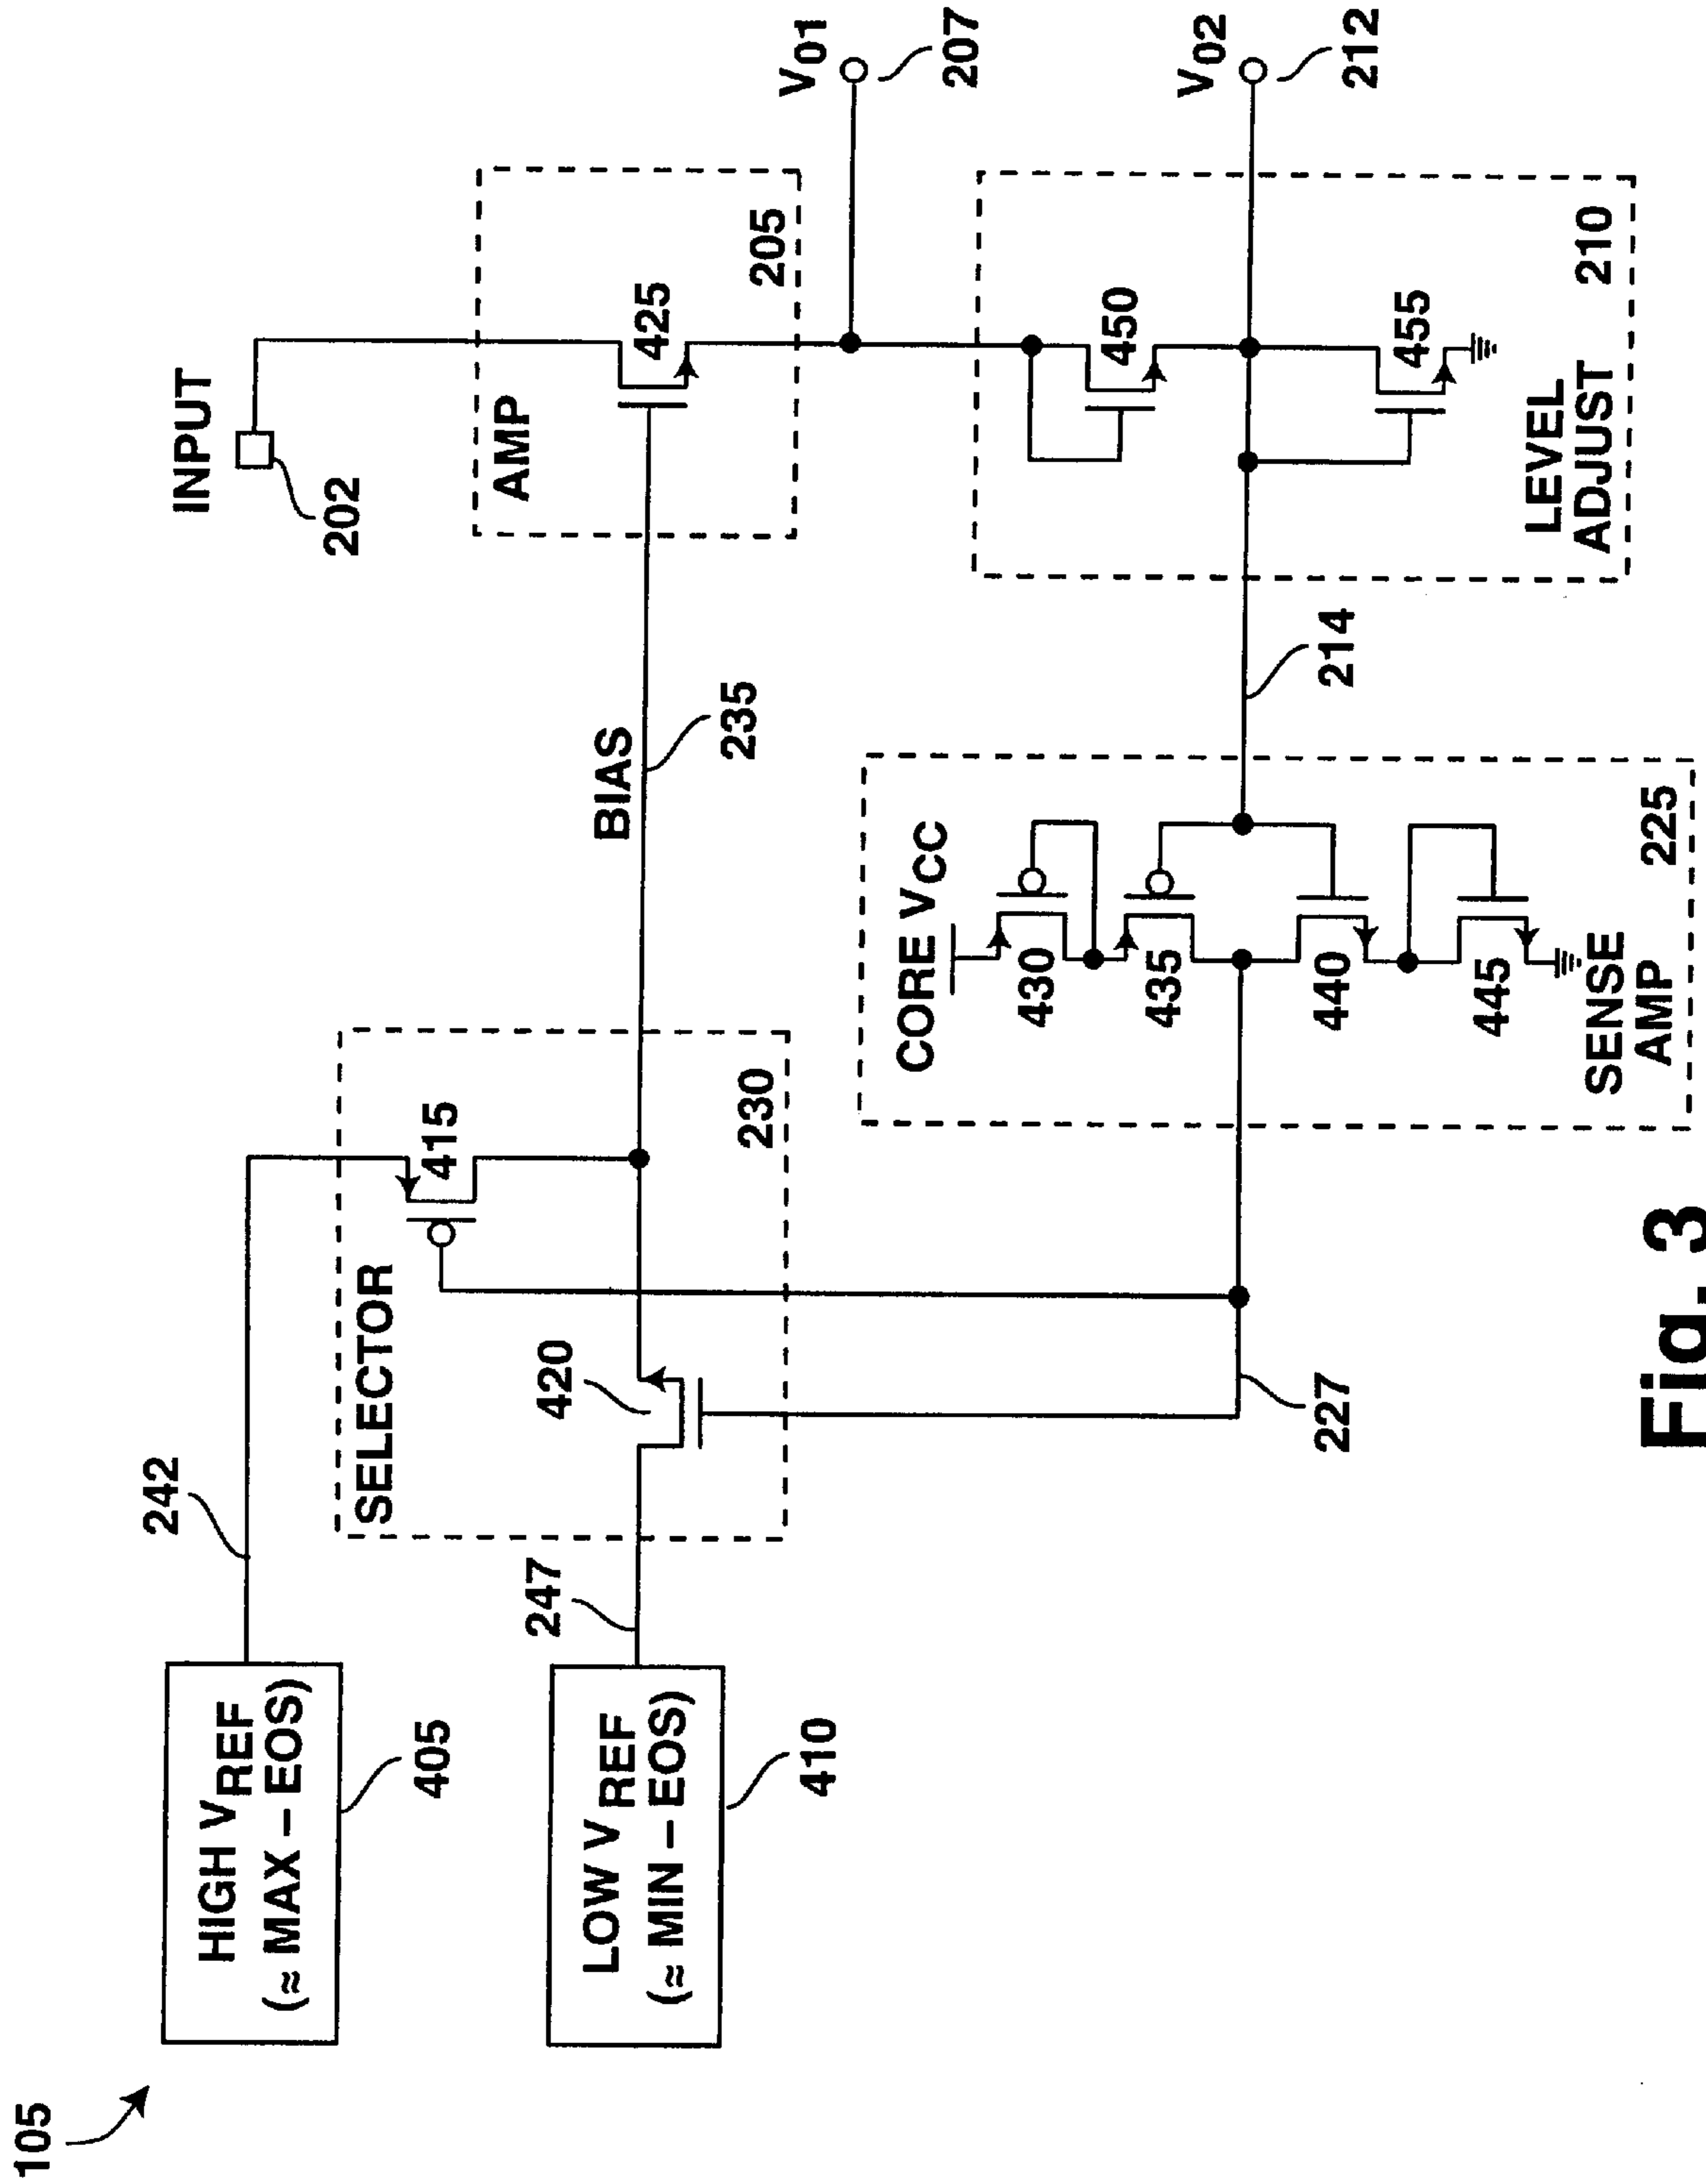 105
HIGH VREF
(≈ MAX – EOS)
405
242
LOW VREF
(≈ MIN – EOS)
410
247
SELECTOR
415
420
230
227
BIAS
235
INPUT
202
AMP
425
205
V01
207
CORE VCC
430
435
440
445
SENSE
AMP
225
214
450
455
LEVEL
ADJUST
210
V02
212
Fig. 3